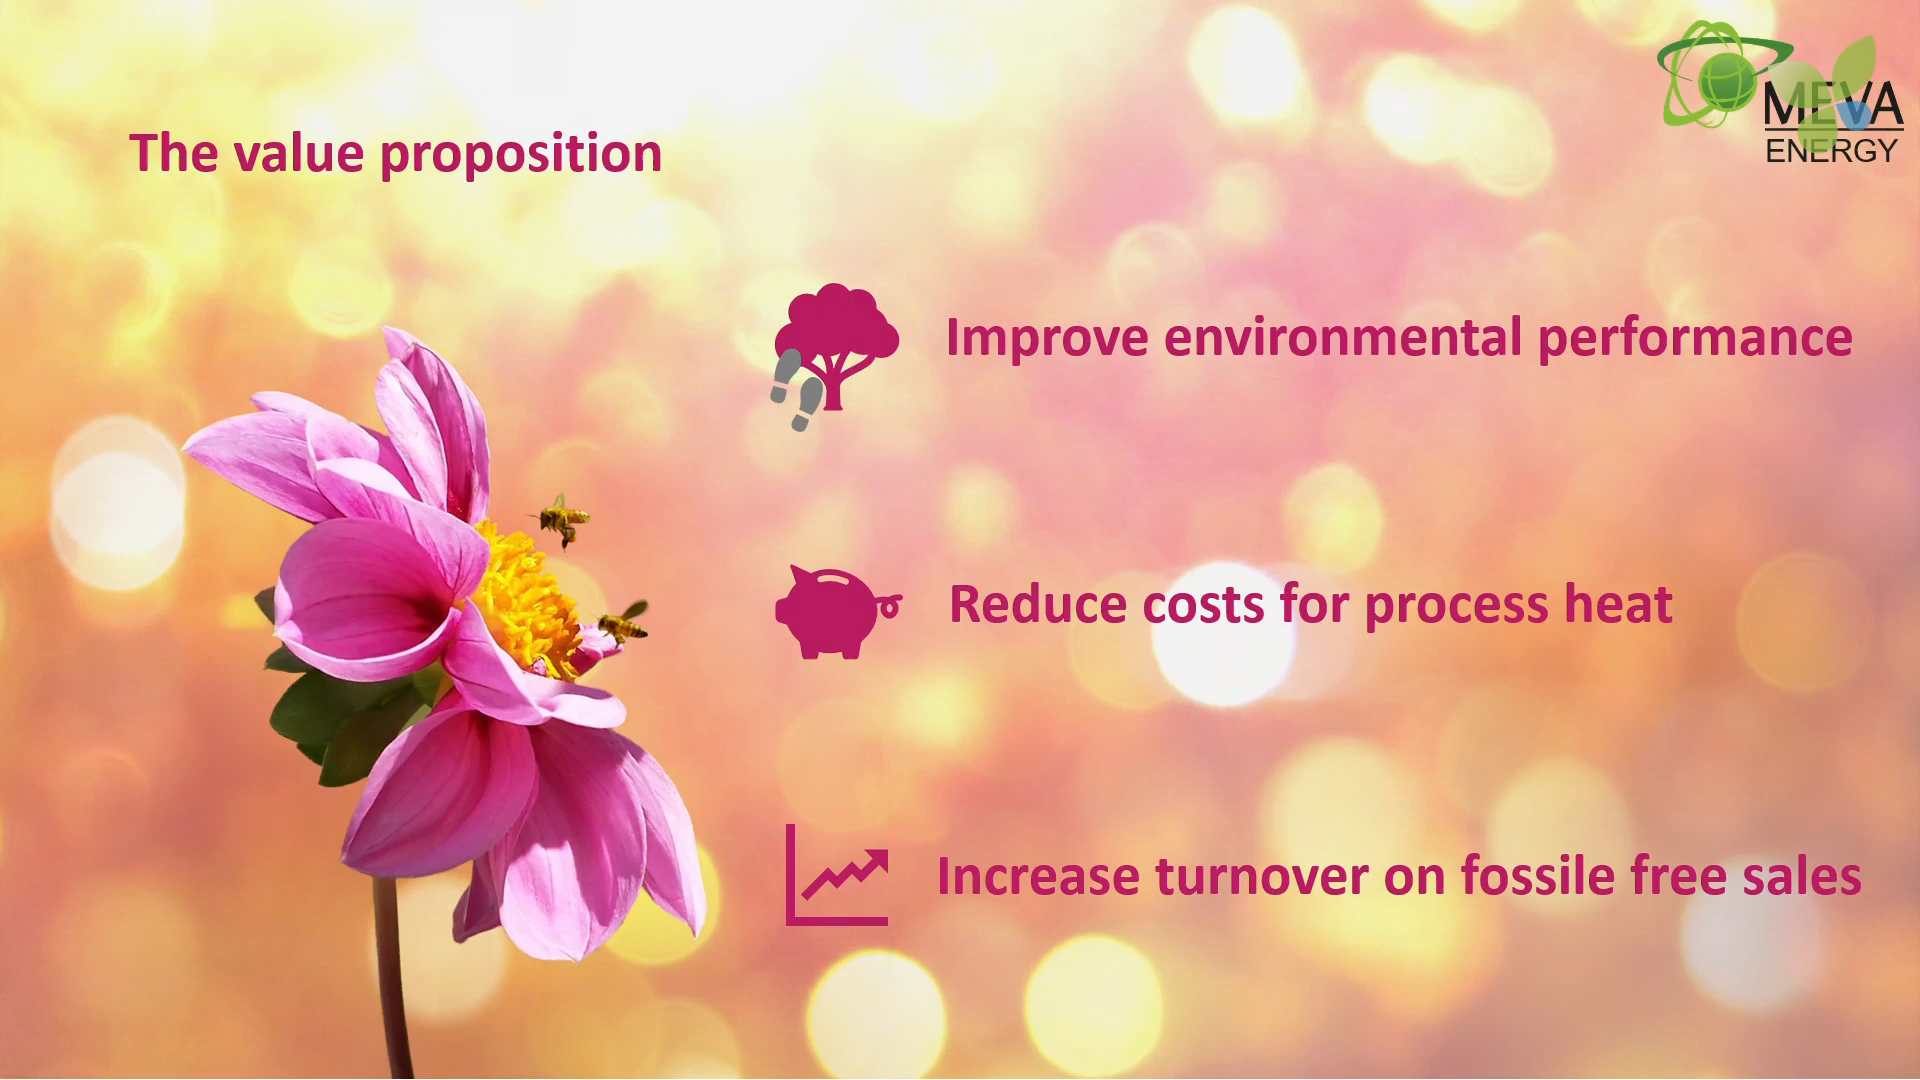 MEVA
ENERGY
The value proposition
Improve environmental performance
Reduce costs for process heat
Increase turnover on fossile free sales